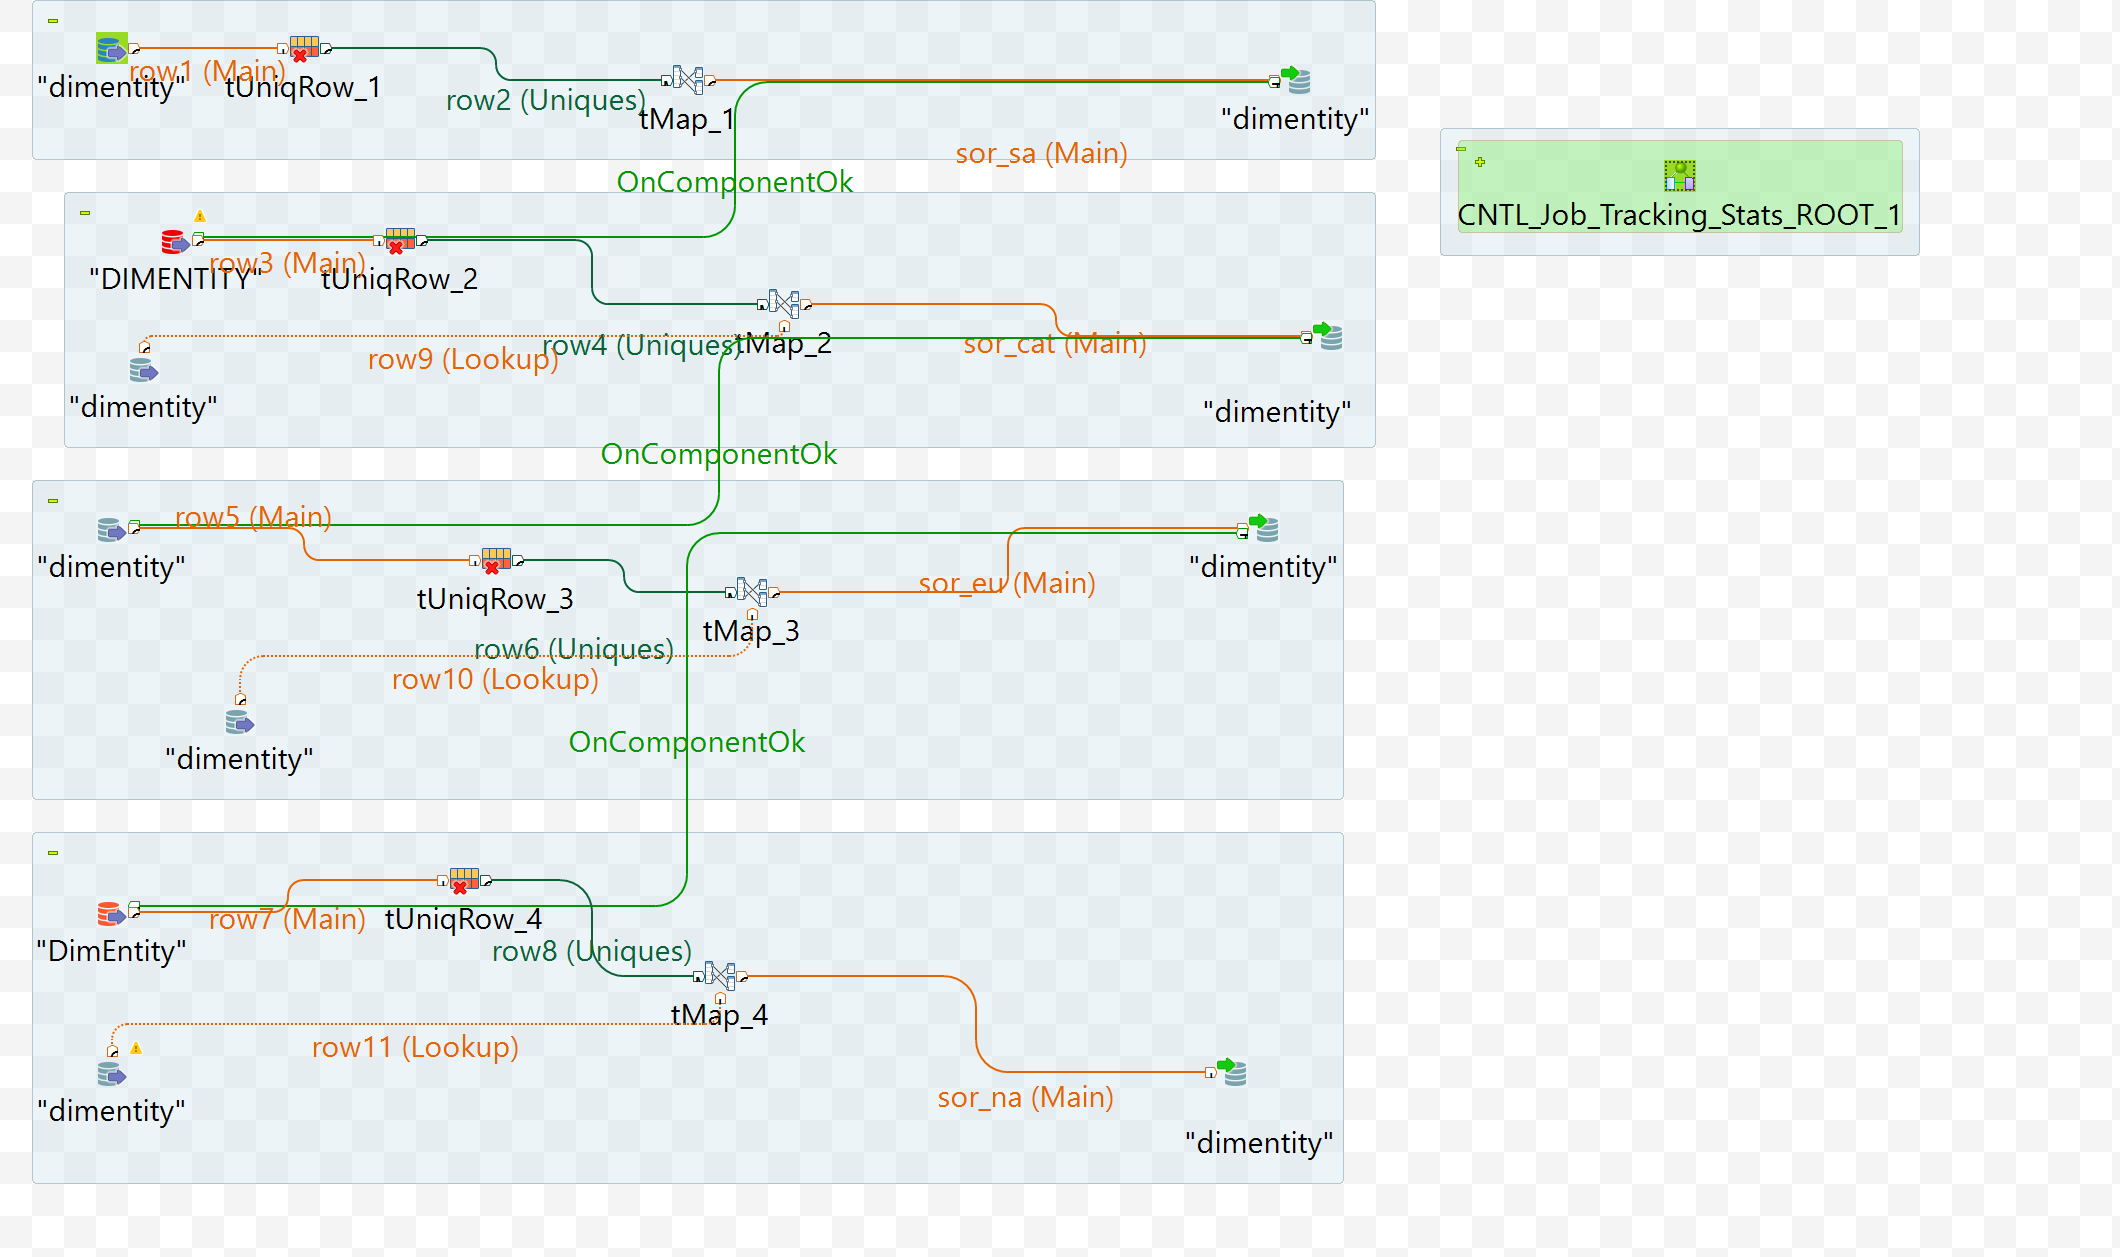 row1 (Main)
"dimentity"
tUniqRow_1
row2 (Uniques)
tMap_1
"dimentity"
sor_sa (Main)
OnComponentOk
CNTL_Job_Tracking_Stats_ROOT_1
row3 (Main)
"DIMENTITY"
tUniqRow_2
row9 (Lookup)
row4 (Uniques)
tMap_2
sor_cat (Main)
"dimentity"
"dimentity"
OnComponentOk
row5 (Main)
"dimentity"
"dimentity"
tUniqRow_3
sor_eu (Main)
tMap_3
row6 (Uniques)
row10 (Lookup)
"dimentity"
OnComponentOk
row7 (Main)
tUniqRow_4
"DimEntity"
row8 (Uniques)
tMap_4
row11 (Lookup)
"dimentity"
sor_na (Main)
"dimentity"